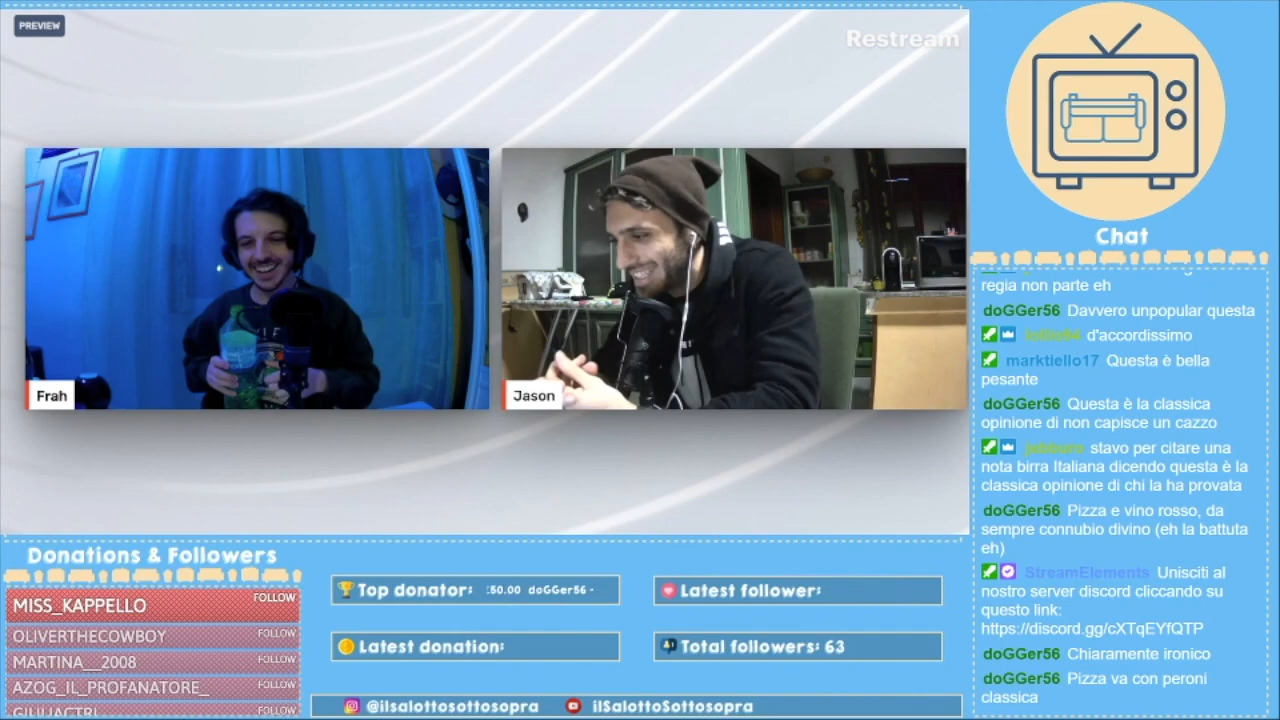 PREVIEW
Restream
Frah
Jason
Chat
regia non parte eh
doGGer56 Davvero unpopular questa
d'accordissimo
marktiello17 Questa è bella
pesante
doGGer56 Questa è la classica
opinione di non capisce un cazzo
stavo per citare una
nota birra Italiana dicendo questa è la
classica opinione di chi la ha provata
doGGer56 Pizza e vino rosso, da
sempre connubio divino (eh la battuta
eh)
StreamElements Unisciti al
nostro server discord cliccando su
questo link:
https://discord.gg/cXTqEYfQTP
doGGer56 Chiaramente ironico
doGGer56 Pizza va con peroni
classica
Donations & Followers
MISS_KAPPELLO FOLLOW
OLIVERTHECOWBOY FOLLOW
MARTINA__2008 FOLLOW
AZOG_IL_PROFANATORE_ FOLLOW
FOLLOW
Top donator: :50.00 doGGer56 -
Latest follower:
Latest donation:
Total followers: 63
@ilsalottosottosopra
ilSalottoSottosopra